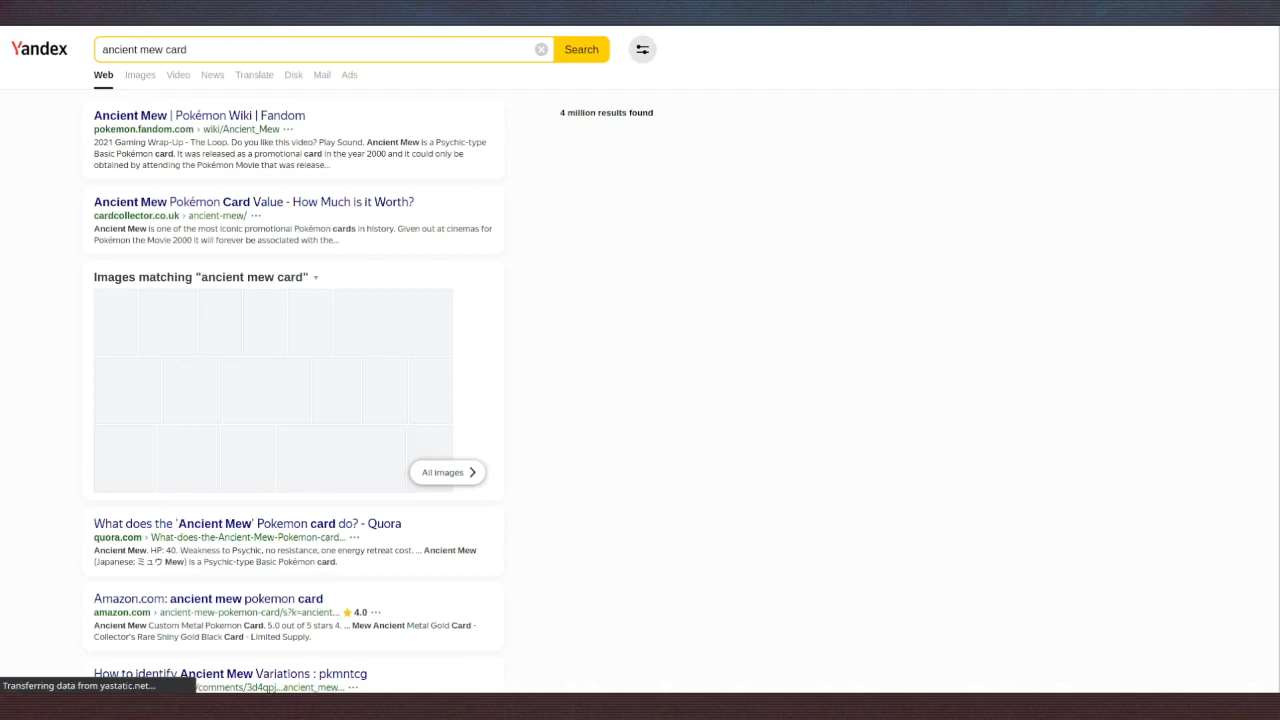 Yandex
ancient mew card
Search
Web Images Video News Translate Disk Mail Ads
4 million results found
Ancient Mew | Pokémon Wiki | Fandom
pokemon.fandom.com › wiki/Ancient_Mew ···
2021 Gaming Wrap-Up - The Loop. Do you like this video? Play Sound. Ancient Mew is a Psychic-type
Basic Pokémon card. It was released as a promotional card in the year 2000 and it could only be
obtained by attending the Pokémon Movie that was release...
Ancient Mew Pokémon Card Value - How Much is it Worth?
cardcollector.co.uk › ancient-mew/ ···
Ancient Mew is one of the most iconic promotional Pokémon cards in history. Given out at cinemas for
Pokémon the Movie 2000 it will forever be associated with the...
Images matching "ancient mew card"
All images
What does the 'Ancient Mew' Pokemon card do? - Quora
quora.com › What-does-the-Ancient-Mew-Pokemon-card... ···
Ancient Mew. HP: 40. Weakness to Psychic, no resistance, one energy retreat cost. ... Ancient Mew
(Japanese: ミュウ Mew) is a Psychic-type Basic Pokémon card.
Amazon.com: ancient mew pokemon card
amazon.com › ancient-mew-pokemon-card/s?k=ancient... 4.0 ···
Ancient Mew Custom Metal Pokemon Card. 5.0 out of 5 stars 4. ... Mew Ancient Metal Gold Card -
Collector's Rare Shiny Gold Black Card - Limited Supply.
How to identify Ancient Mew Variations : pkmntcg
/comments/3d4qpj...ancient_mew... ···
Transferring data from yastatic.net...